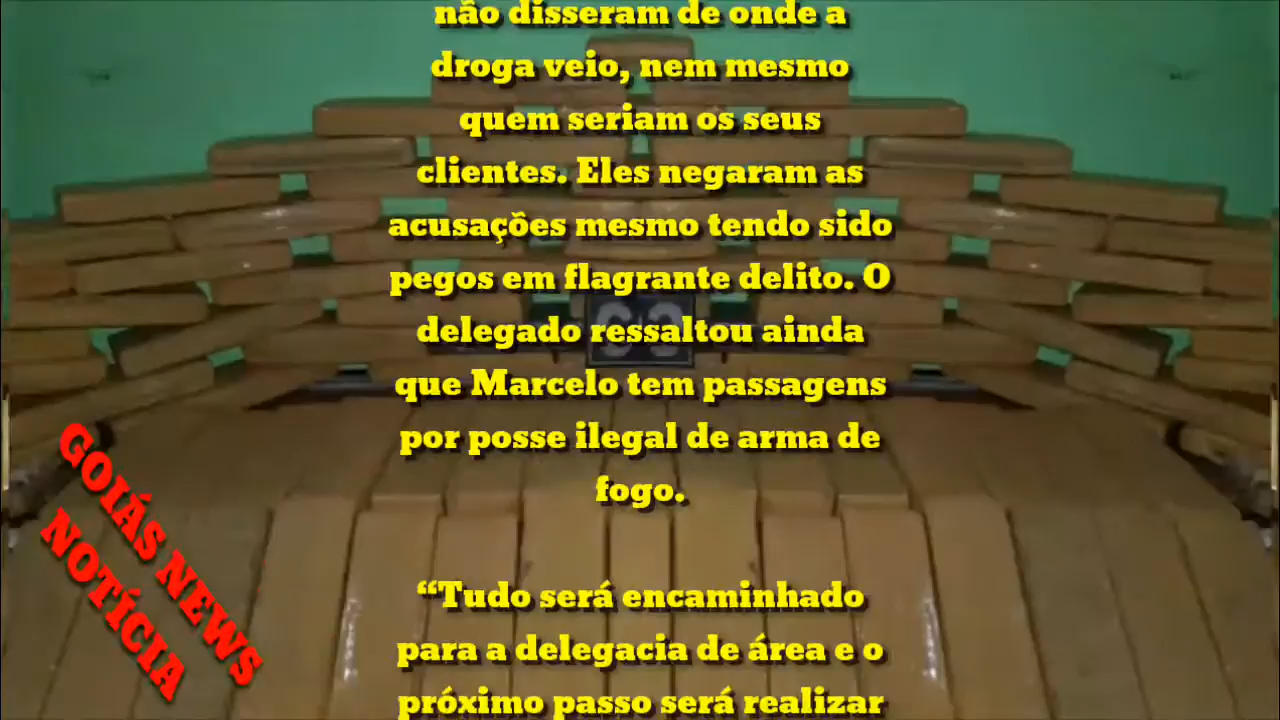 não disseram de onde a
droga veio, nem mesmo
quem seriam os seus
clientes. Eles negaram as
acusações mesmo tendo sido
pegos em flagrante delito. O
delegado ressaltou ainda
que Marcelo tem passagens
por posse ilegal de arma de
fogo.
“Tudo será encaminhado
para a delegacia de área e o
próximo passo será realizar
GOIÁS NEWS
NOTÍCIA